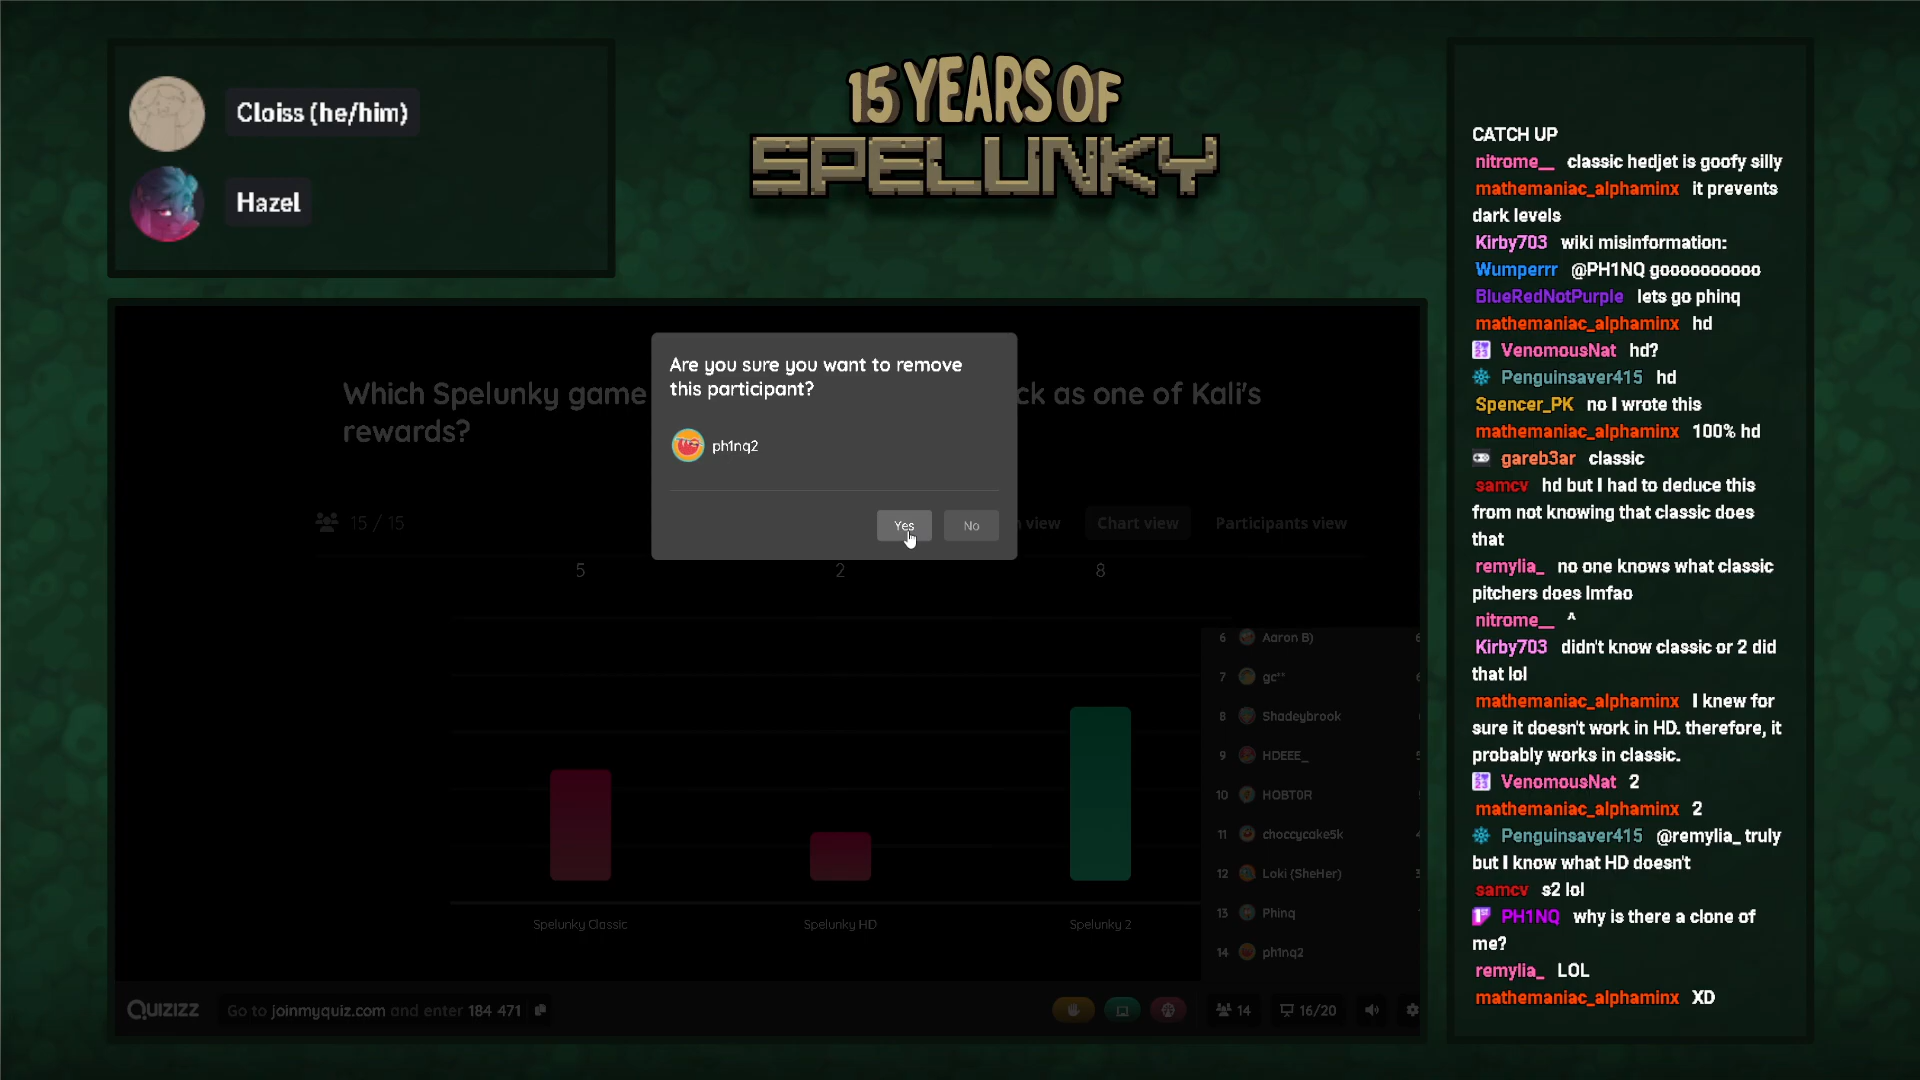 15 YEARS OF
SPELUNKY
Cloiss (he/him)
Hazel
Are you sure you want to remove
this participant?
ph1nq2
Yes
No
Which Spelunky game
ck as one of Kali's
rewards?
15 / 15
view
Chart view
Participants view
5
2
8
Spelunky Classic
Spelunky HD
Spelunky 2
6 Aaron B)
7 gc**
8 Shadeybrook
9 HDEEE_
10 HOBT0R
11 choccycake5k
12 Loki (SheHer)
13 Phinq
14 ph1nq2
QUIZIZZ
Go to joinmyquiz.com and enter 184 471
14
16/20
CATCH UP
nitrome__ classic hedjet is goofy silly
mathemaniac_alphaminx it prevents
dark levels
Kirby703 wiki misinformation:
Wumperrr @PH1NQ goooooooooo
BlueRedNotPurple lets go phinq
mathemaniac_alphaminx hd
VenomousNat hd?
Penguinsaver415 hd
Spencer_PK no I wrote this
mathemaniac_alphaminx 100% hd
gareb3ar classic
samcv hd but I had to deduce this
from not knowing that classic does
that
remylia_ no one knows what classic
pitchers does lmfao
nitrome__ ^
Kirby703 didn't know classic or 2 did
that lol
mathemaniac_alphaminx I knew for
sure it doesn't work in HD. therefore, it
probably works in classic.
VenomousNat 2
mathemaniac_alphaminx 2
Penguinsaver415 @remylia_ truly
but I know what HD doesn't
samcv s2 lol
PH1NQ why is there a clone of
me?
remylia_ LOL
mathemaniac_alphaminx XD